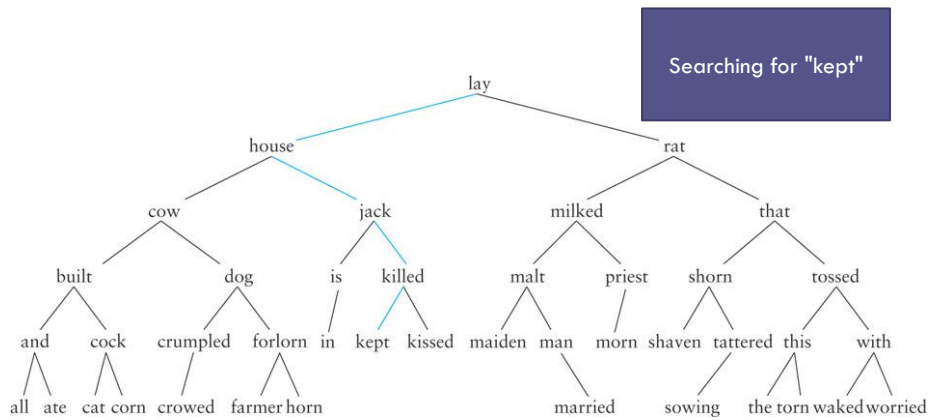 Searching for "kept"
lay
house rat
cow jack milked that
built dog is killed malt priest shorn tossed
and cock crumpled forlorn in kept kissed maiden man morn shaven tattered this with
all ate cat corn crowed farmer horn married sowing the torn waked worried